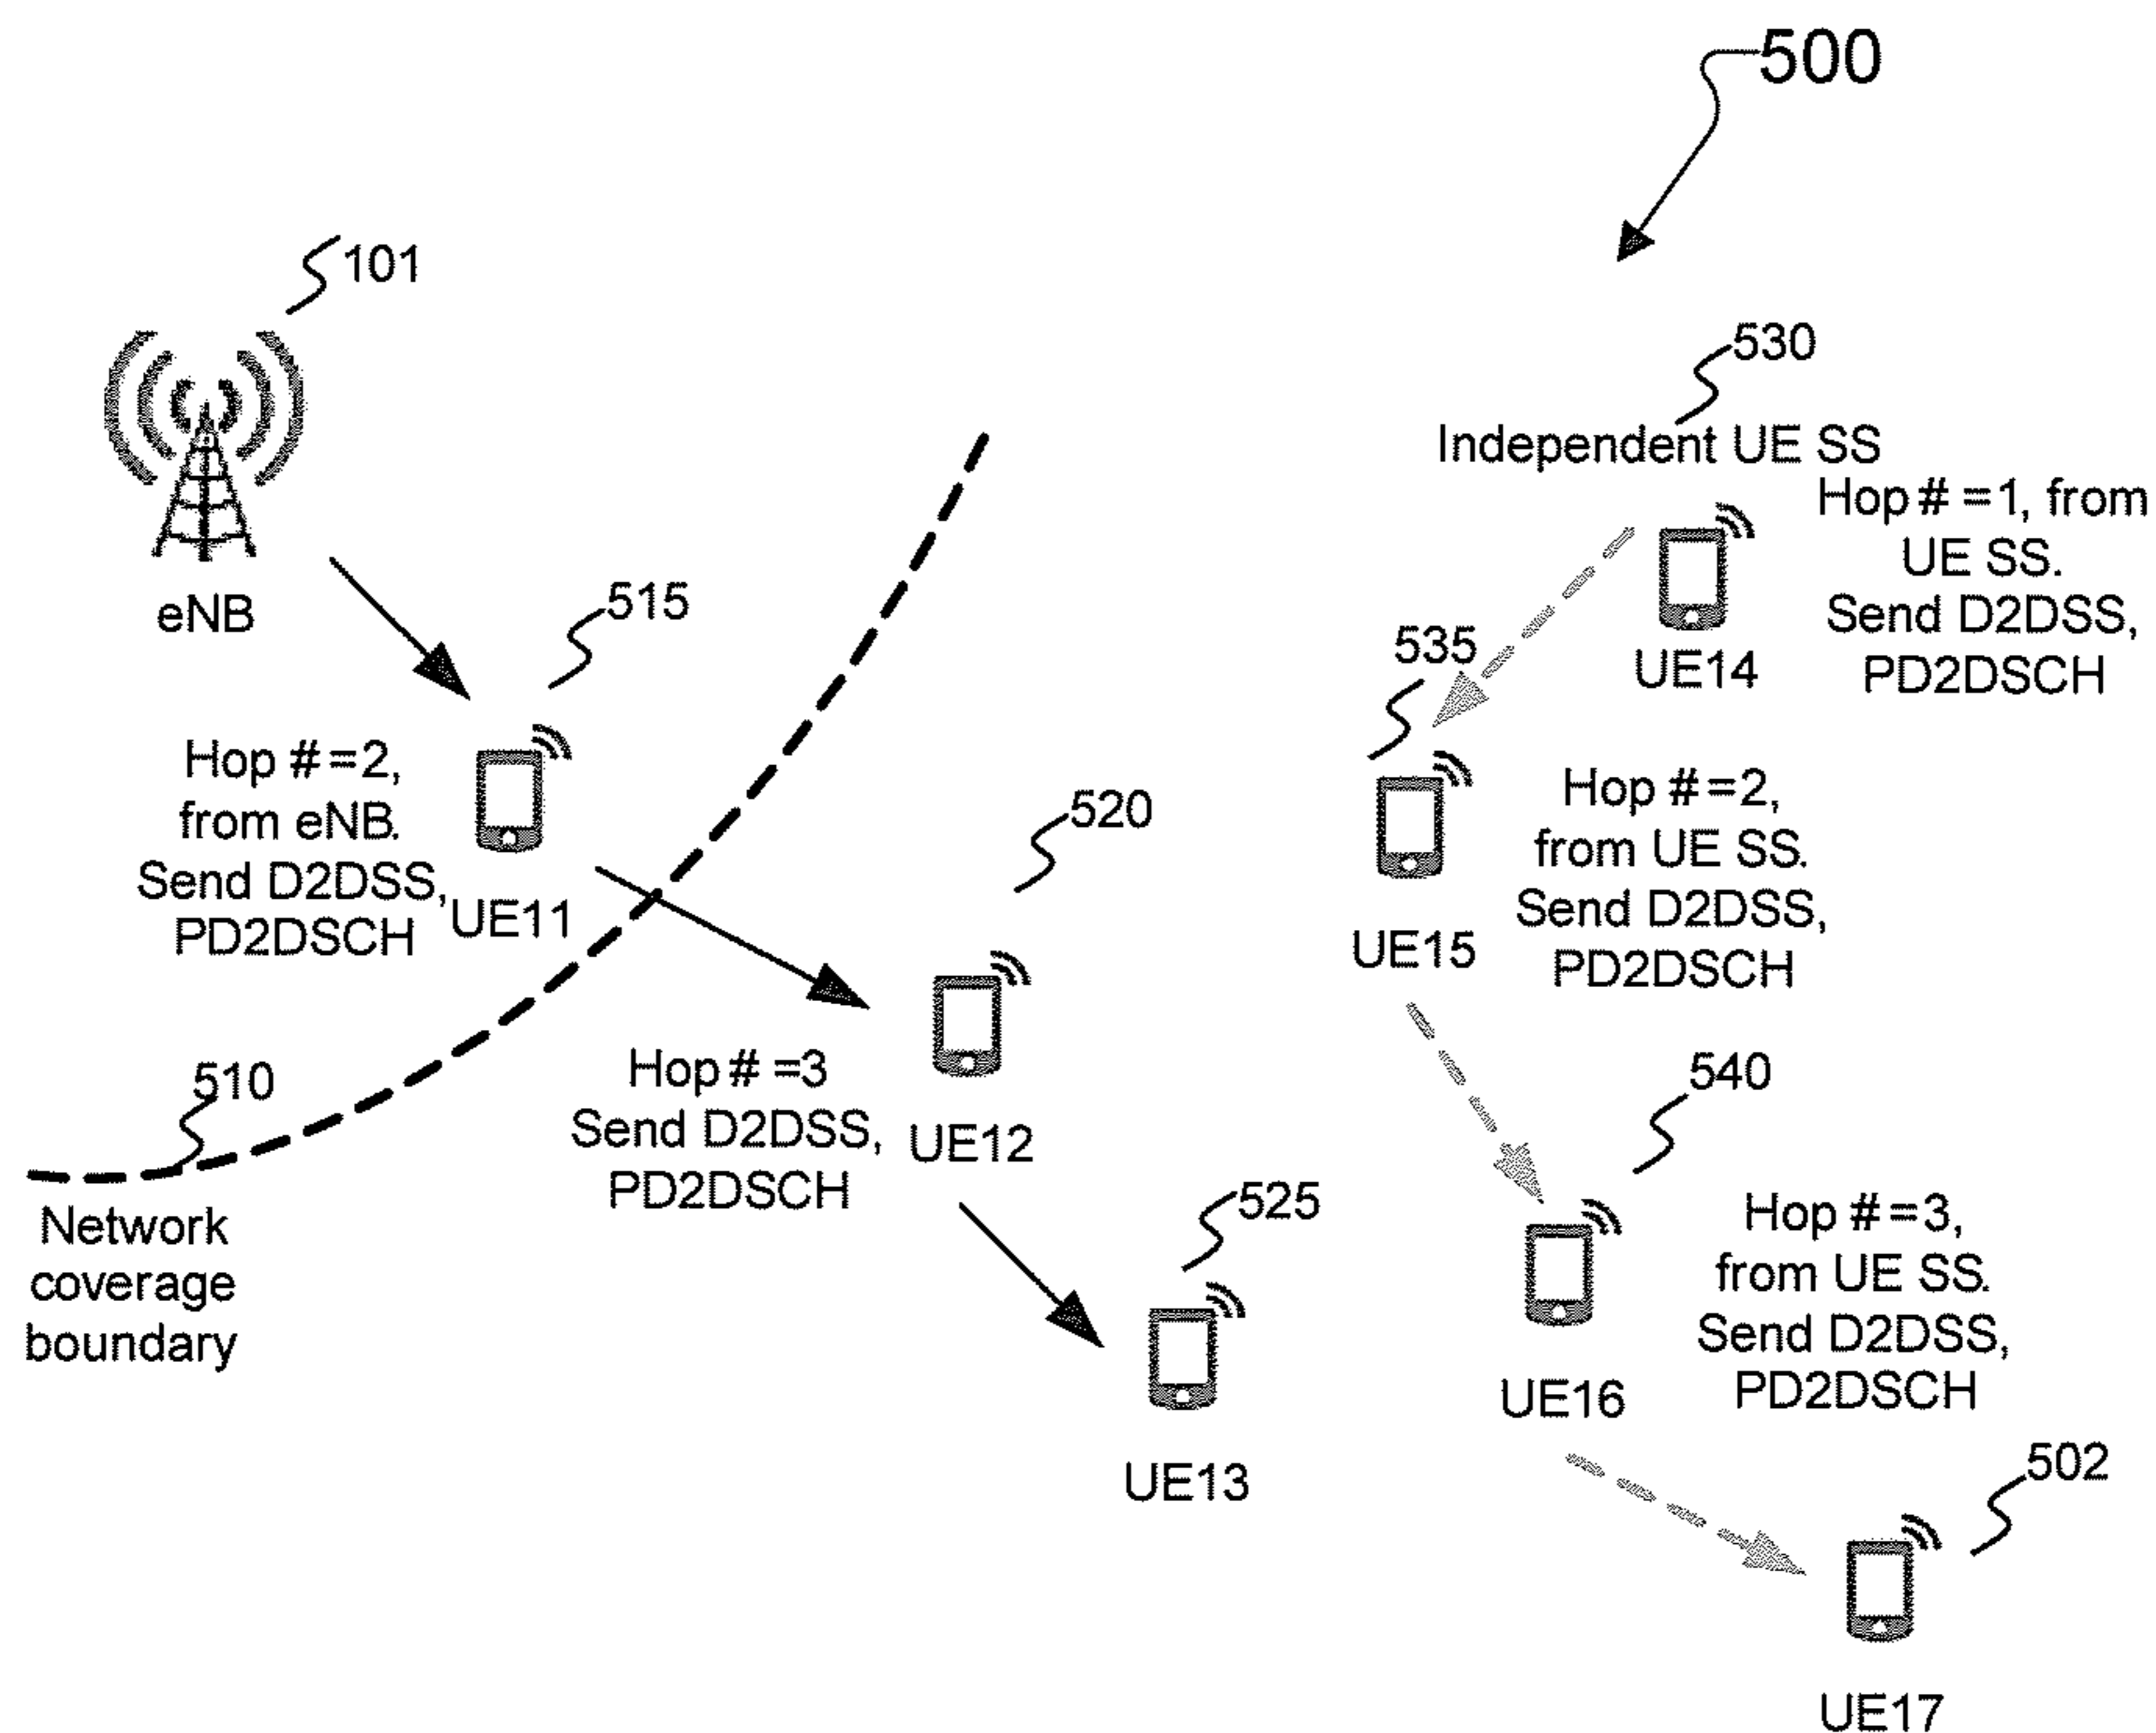 500
101
eNB
515
Hop # =2,
from eNB.
Send D2DSS,
PD2DSCH
UE11
520
Hop # =3
Send D2DSS,
PD2DSCH
UE12
510
Network
coverage
boundary
525
UE13
530
Independent UE SS
Hop # =1, from
UE SS.
Send D2DSS,
PD2DSCH
UE14
535
Hop # =2,
from UE SS.
Send D2DSS,
PD2DSCH
UE15
540
Hop # =3,
from UE SS.
Send D2DSS,
PD2DSCH
UE16
502
UE17